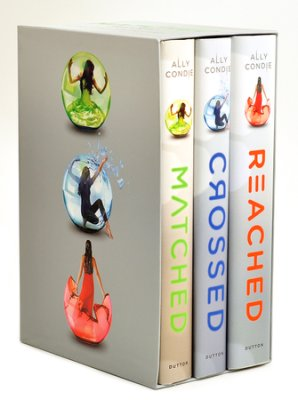 ALLY
CONDIE
MATCHED
DUTTON
ALLY
CONDIE
CROSSED
DUTTON
ALLY
CONDIE
REACHED
DUTTON